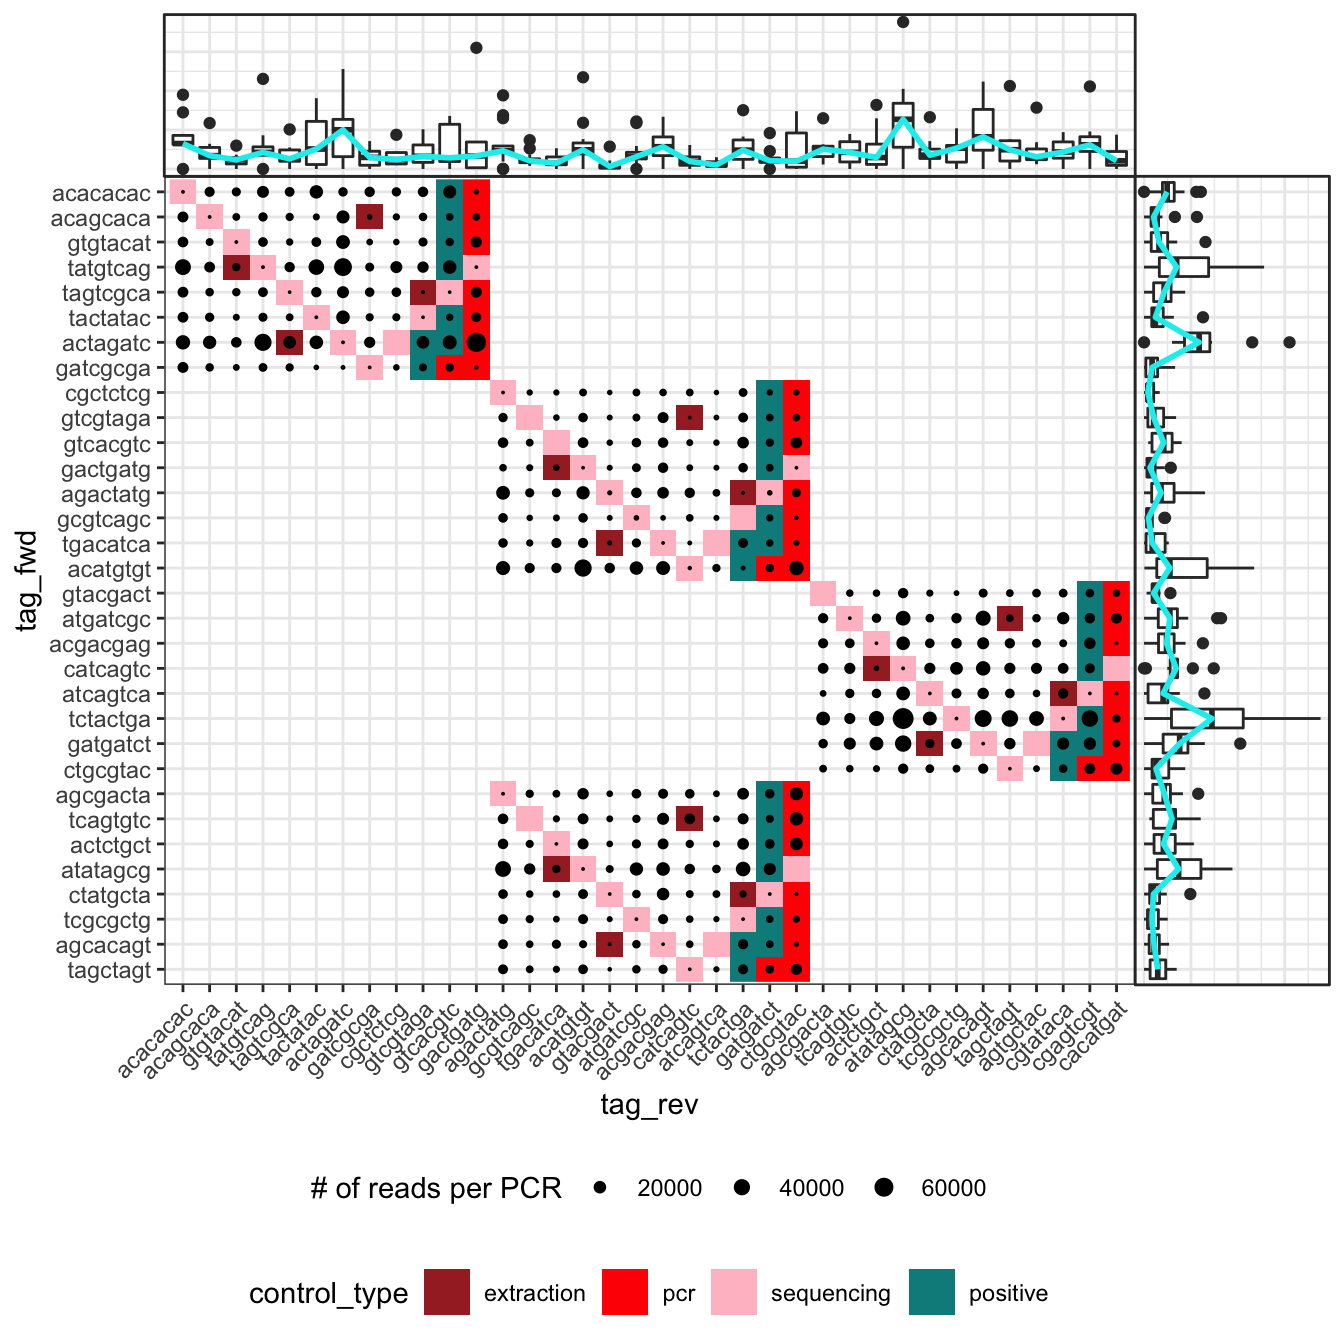 acacacac
acagcaca
gtgtacat
tatgtcag
tagtcgca
tactatac
actagatc
gatcgcga
cgctctcg
gtcgtaga
gtcacgtc
gactgatg
agactatg
gcgtcagc
tgacatca
acatgtgt
gtacgact
atgatcgc
acgacgag
catcagtc
atcagtca
tctactga
gatgatct
ctgcgtac
agcgacta
tcagtgtc
actctgct
atatagcg
ctatgcta
tcgcgctg
agcacagt
tagctagt
tag_fwd
acacacac
acagcaca
gtgtacat
tatgtcag
tagtcgca
tactatac
actagatc
gatcgcga
cgctctcg
gtcgtaga
gtcacgtc
gactgatg
agactatg
gcgtcagc
tgacatca
acatgtgt
gtacgact
atgatcgc
acgacgag
catcagtc
atcagtca
tctactga
gatgatct
ctgcgtac
agcgacta
tcagtgtc
actctgct
atatagcg
ctatgcta
tcgcgctg
agcacagt
tagctagt
agtgctac
cgtataca
cgagtcgt
cacatgat
tag_rev
# of reads per PCR 20000 40000 60000
control_type extraction pcr sequencing positive